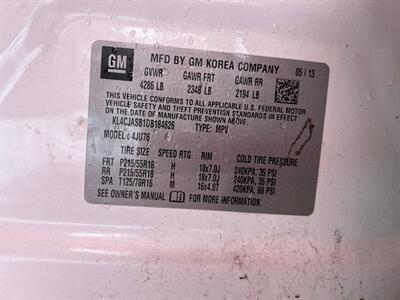 GM
MFD BY GM KOREA COMPANY 05 / 13
GVWR GAWR FRT GAWR RR
4286 LB 2348 LB 2194 LB
THIS VEHICLE CONFORMS TO ALL APPLICABLE U.S. FEDERAL MOTOR
VEHICLE SAFETY, BUMPER, AND THEFT PREVENTION STANDARDS IN
EFFECT ON THE DATE OF MANUFACTURE SHOWN ABOVE.
KL4CJASB1DB184626 TYPE: MPV
MODEL: 4JU76
TIRE SIZE SPEED RTG RIM COLD TIRE PRESSURE
FRT P215/55R18 H 18x7.0J 240KPA, 35 PSI
RR P215/55R18 H 18x7.0J 240KPA, 35 PSI
SPA T125/70R16 M 16x4.0T 420KPA, 60 PSI
SEE OWNER'S MANUAL FOR MORE INFORMATION.